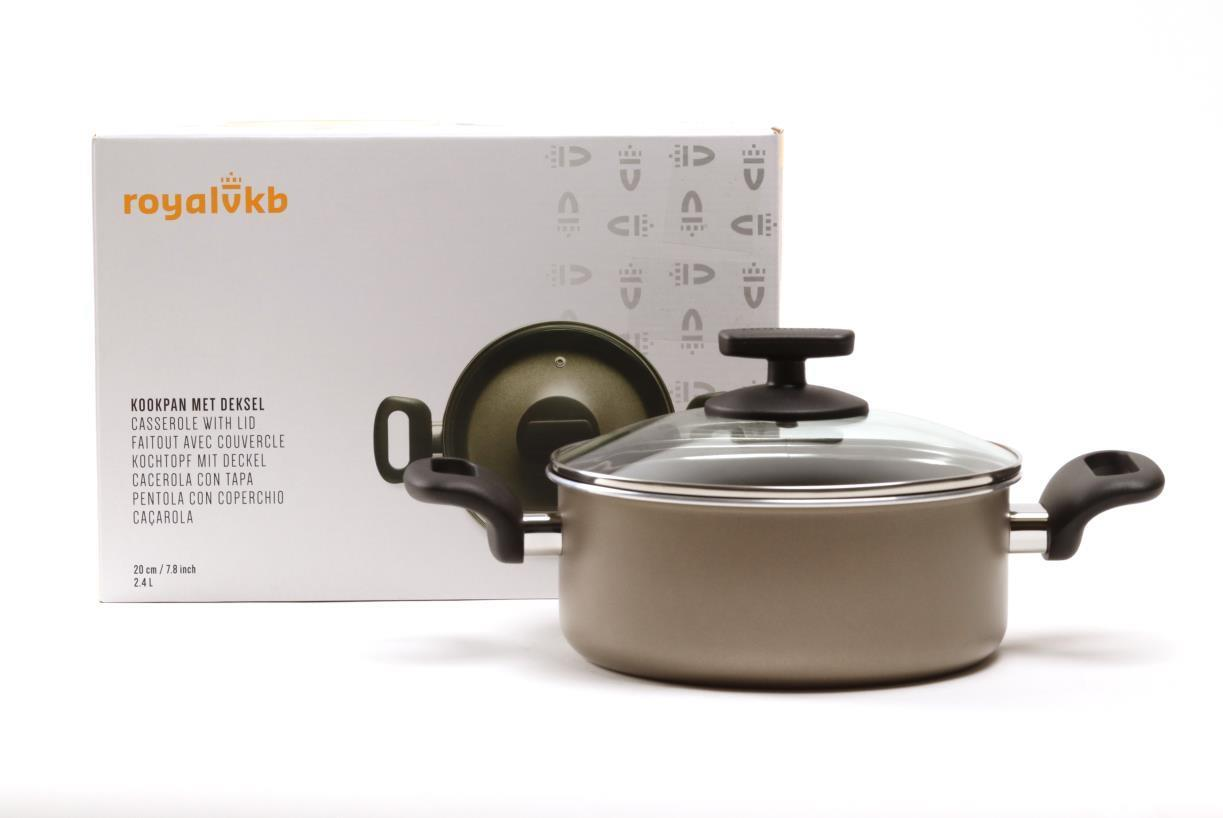 royalvkb
KOOKPAN MET DEKSEL
CASSEROLE WITH LID
FAITOUT AVEC COUVERCLE
KOCHTOPF MIT DECKEL
CACEROLA CON TAPA
PENTOLA CON COPERCHIO
CAÇAROLA
20 cm / 7.8 inch
2.4 L